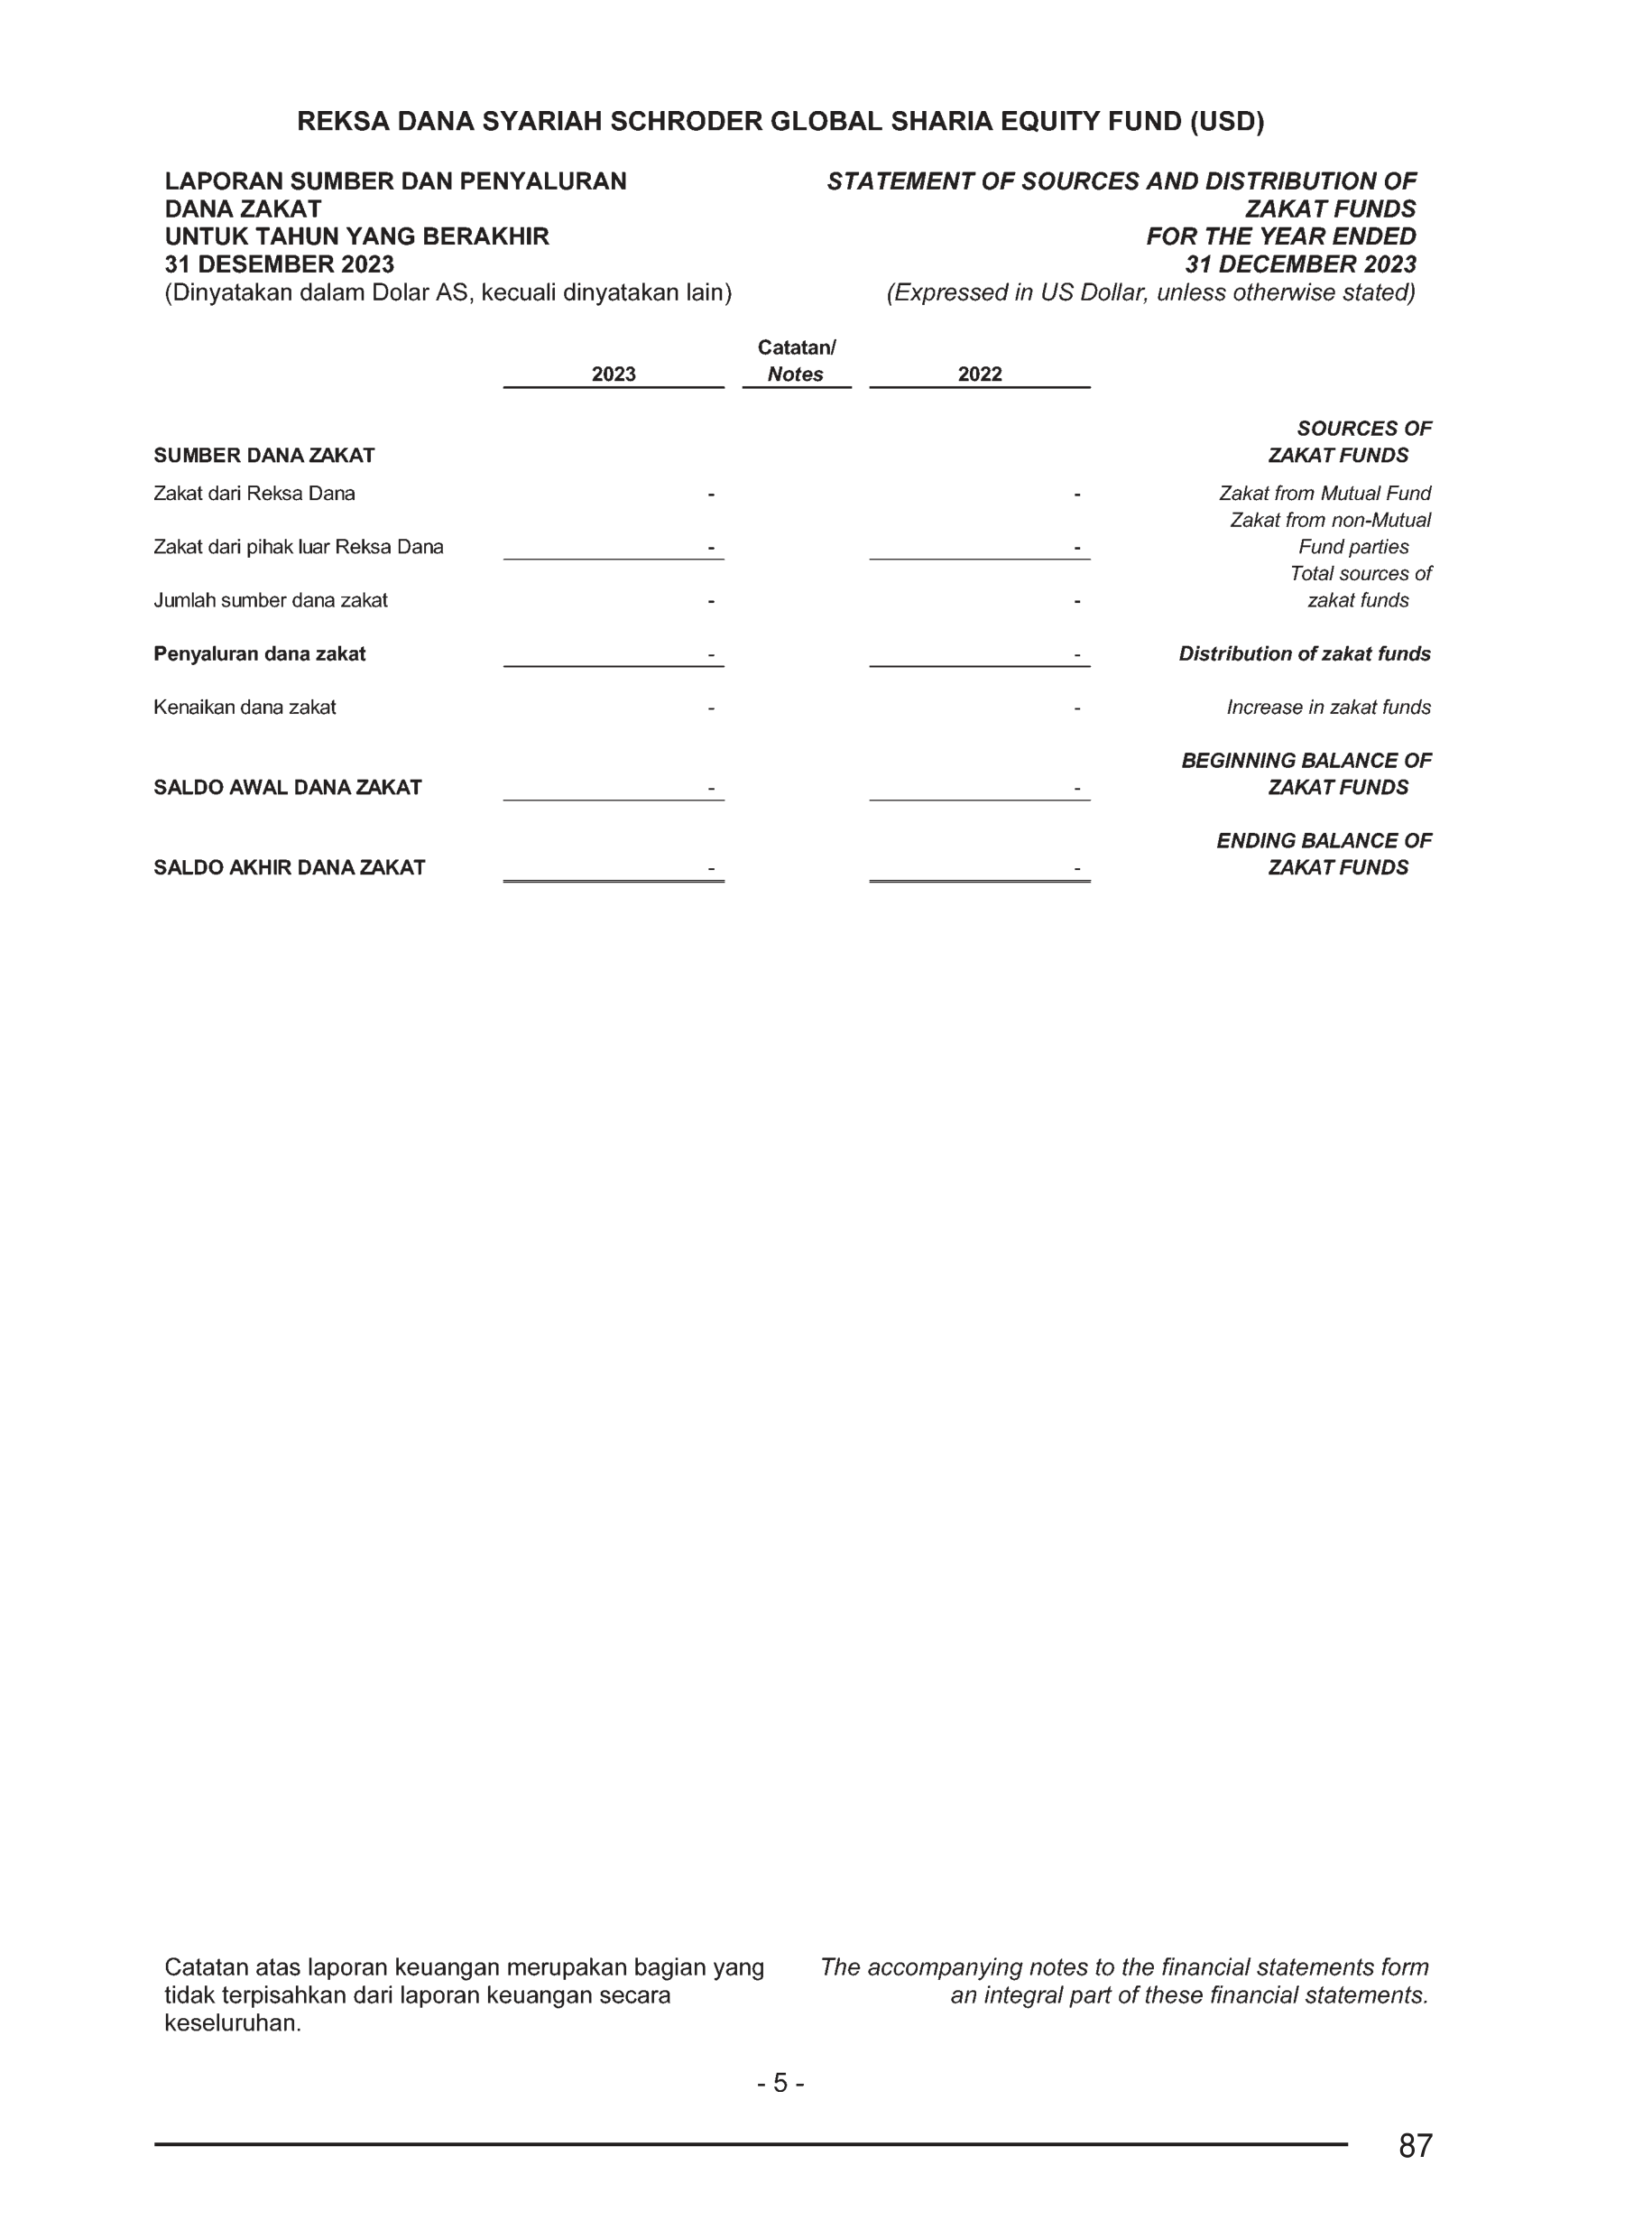 REKSA DANA SYARIAH SCHRODER GLOBAL SHARIA EQUITY FUND (USD)
LAPORAN SUMBER DAN PENYALURAN
DANA ZAKAT
UNTUK TAHUN YANG BERAKHIR
31 DESEMBER 2023
(Dinyatakan dalam Dolar AS, kecuali dinyatakan lain)
STATEMENT OF SOURCES AND DISTRIBUTION OF
ZAKAT FUNDS
FOR THE YEAR ENDED
31 DECEMBER 2023
(Expressed in US Dollar, unless otherwise stated)
Catatan/
2023 Notes 2022
SOURCES OF
SUMBER DANA ZAKAT ZAKAT FUNDS
Zakat dari Reksa Dana - - Zakat from Mutual Fund
Zakat from non-Mutual
Zakat dari pihak luar Reksa Dana - - Fund parties
Total sources of
Jumlah sumber dana zakat - - zakat funds
Penyaluran dana zakat - - Distribution of zakat funds
Kenaikan dana zakat - - Increase in zakat funds
BEGINNING BALANCE OF
SALDO AWAL DANA ZAKAT - - ZAKAT FUNDS
ENDING BALANCE OF
SALDO AKHIR DANA ZAKAT - - ZAKAT FUNDS
Catatan atas laporan keuangan merupakan bagian yang
tidak terpisahkan dari laporan keuangan secara
keseluruhan.
The accompanying notes to the financial statements form
an integral part of these financial statements.
- 5 -
87